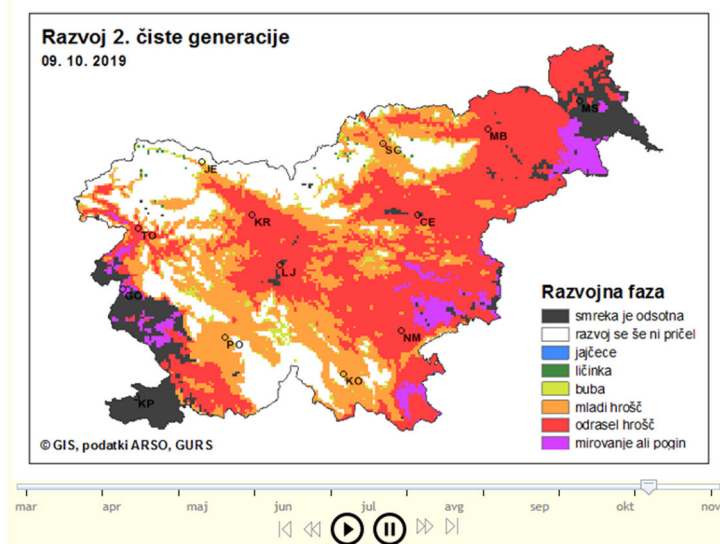 Razvoj 2. čiste generacije
09. 10. 2019
MS
MB
SG
JE
KR
CE
TO
LJ
GO
PO
NM
KO
KP
Razvojna faza
smreka je odsotna
razvoj se še ni pričel
jajčece
ličinka
buba
mladi hrošč
odrasel hrošč
mirovanje ali pogin
© GIS, podatki ARSO, GURS
mar apr maj jun jul avg sep okt nov